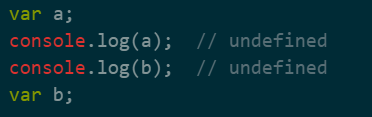 var a;
console.log(a);  // undefined
console.log(b);  // undefined
var b;